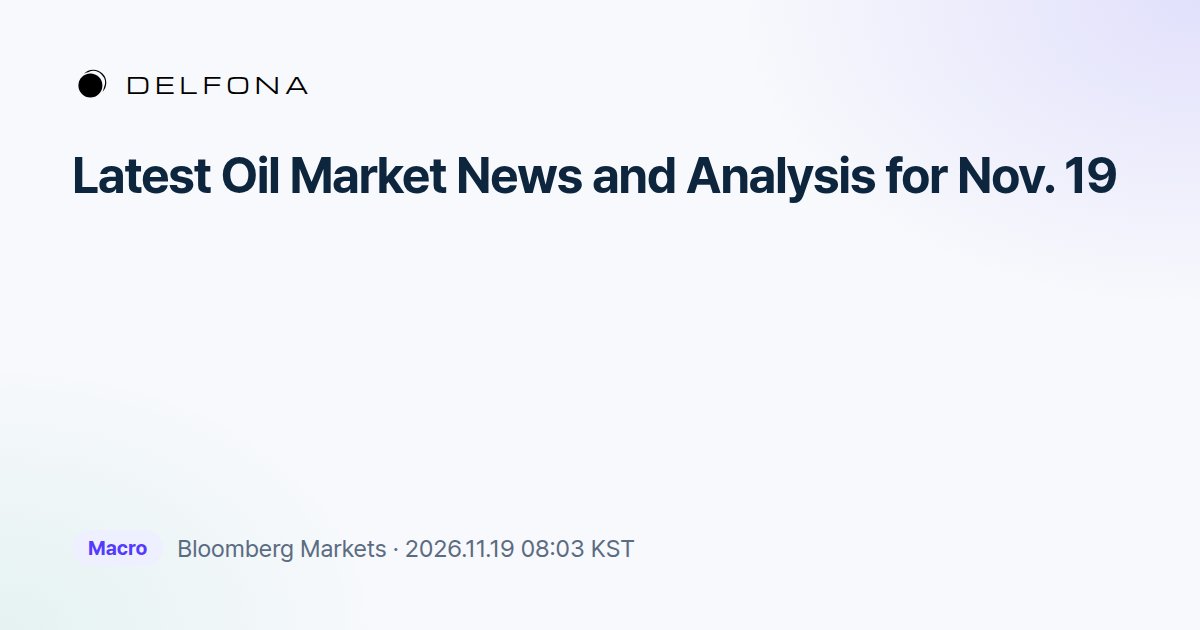 DELFONA
Latest Oil Market News and Analysis for Nov. 19
Macro Bloomberg Markets · 2026.11.19 08:03 KST